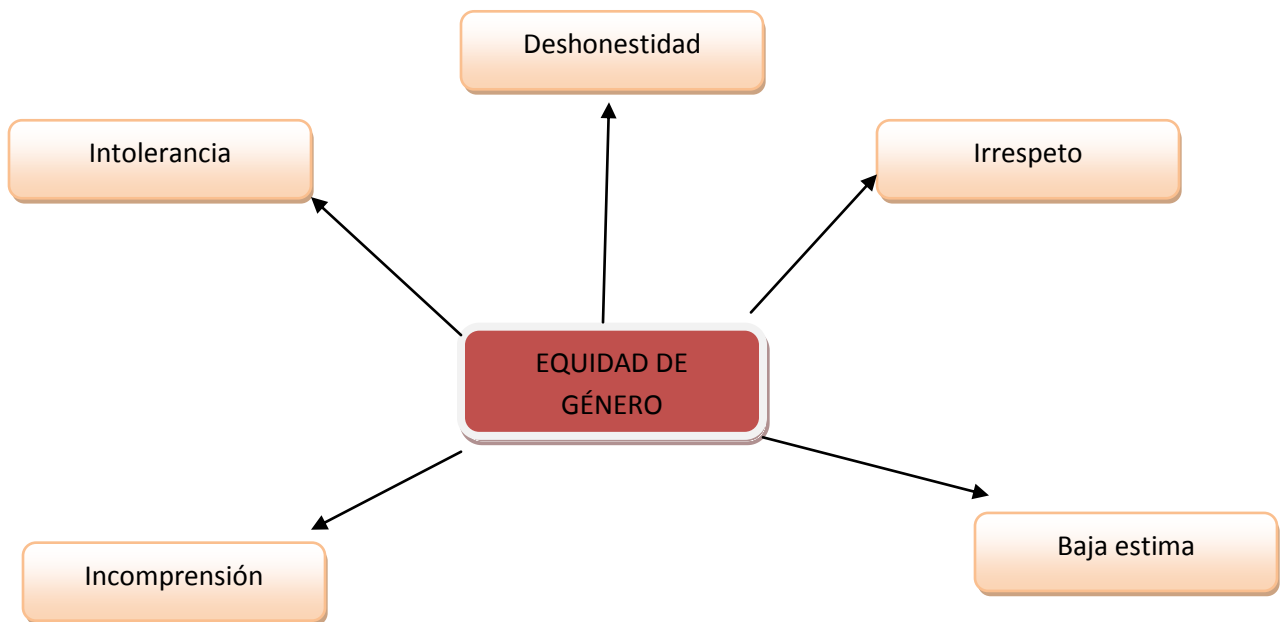 Deshonestidad
Intolerancia
Irrespeto
EQUIDAD DE
GÉNERO
Baja estima
Incomprensión